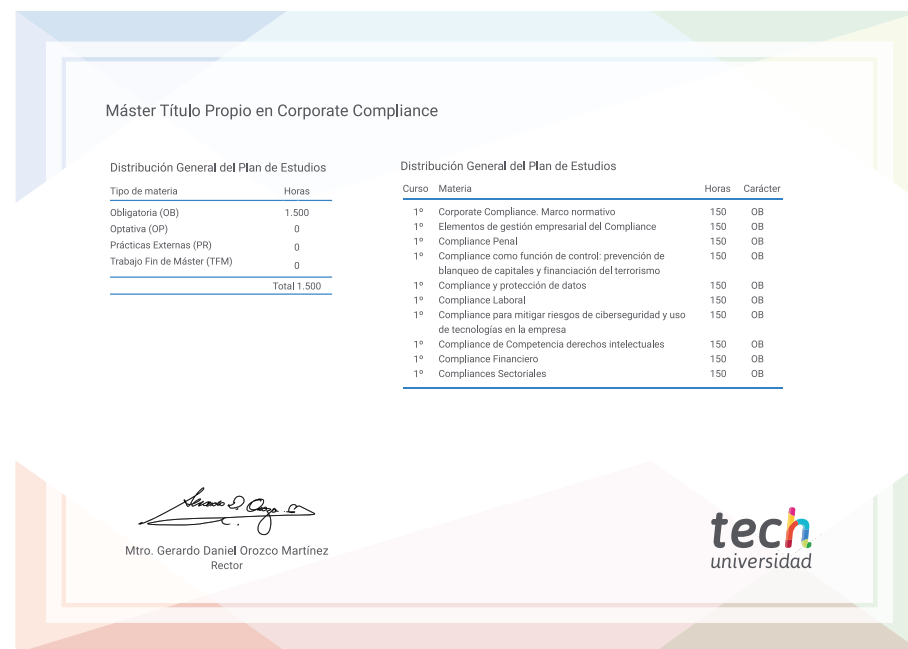 Máster Título Propio en Corporate Compliance
Distribución General del Plan de Estudios
Tipo de materia Horas
Obligatoria (OB) 1.500
Optativa (OP) 0
Prácticas Externas (PR) 0
Trabajo Fin de Máster (TFM) 0
Total 1.500
Distribución General del Plan de Estudios
Curso Materia Horas Carácter
1º Corporate Compliance. Marco normativo 150 OB
1º Elementos de gestión empresarial del Compliance 150 OB
1º Compliance Penal 150 OB
1º Compliance como función de control: prevención de 150 OB
blanqueo de capitales y financiación del terrorismo
1º Compliance y protección de datos 150 OB
1º Compliance Laboral 150 OB
1º Compliance para mitigar riesgos de ciberseguridad y uso 150 OB
de tecnologías en la empresa
1º Compliance de Competencia derechos intelectuales 150 OB
1º Compliance Financiero 150 OB
1º Compliances Sectoriales 150 OB
Mtro. Gerardo Daniel Orozco Martínez
Rector
tech
universidad